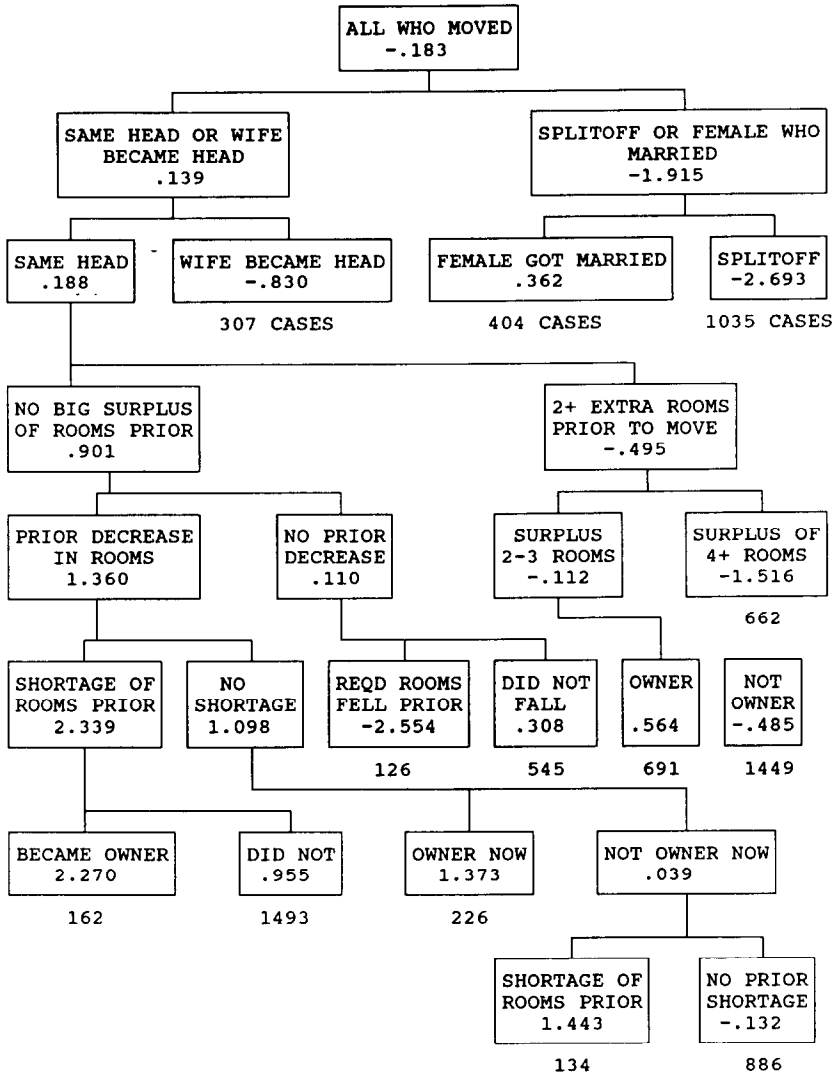 ALL WHO MOVED
-.183
SAME HEAD OR WIFE
BECAME HEAD
.139
SPLITOFF OR FEMALE WHO
MARRIED
-1.915
SAME HEAD
.188
WIFE BECAME HEAD
-.830
307 CASES
FEMALE GOT MARRIED
.362
404 CASES
SPLITOFF
-2.693
1035 CASES
NO BIG SURPLUS
OF ROOMS PRIOR
.901
2+ EXTRA ROOMS
PRIOR TO MOVE
-.495
PRIOR DECREASE
IN ROOMS
1.360
NO PRIOR
DECREASE
.110
SURPLUS
2-3 ROOMS
-.112
SURPLUS OF
4+ ROOMS
-1.516
662
SHORTAGE OF
ROOMS PRIOR
2.339
NO
SHORTAGE
1.098
REQD ROOMS
FELL PRIOR
-2.554
126
DID NOT
FALL
.308
545
OWNER
.564
691
NOT
OWNER
-.485
1449
BECAME OWNER
2.270
162
DID NOT
.955
1493
OWNER NOW
1.373
226
NOT OWNER NOW
.039
SHORTAGE OF
ROOMS PRIOR
1.443
134
NO PRIOR
SHORTAGE
-.132
886